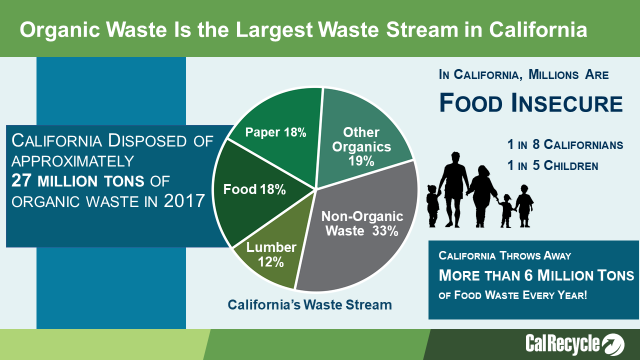 Organic Waste Is the Largest Waste Stream in California
CALIFORNIA DISPOSED OF
APPROXIMATELY
27 MILLION TONS OF
ORGANIC WASTE IN 2017
Paper 18%
Other
Organics
19%
Food 18%
Non-Organic
Waste 33%
Lumber
12%
California's Waste Stream
IN CALIFORNIA, MILLIONS ARE
FOOD INSECURE
1 IN 8 CALIFORNIANS
1 IN 5 CHILDREN
CALIFORNIA THROWS AWAY
MORE THAN 6 MILLION TONS
OF FOOD WASTE EVERY YEAR!
CalRecycle